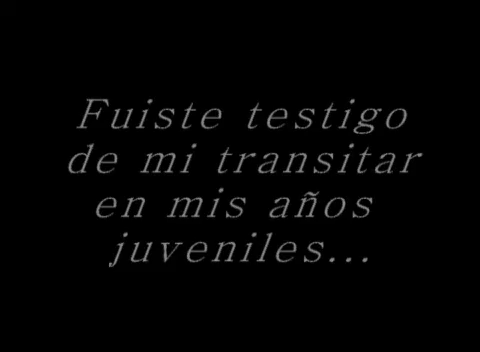 Fuiste testigo
de mi transitar
en mis años
juveniles...